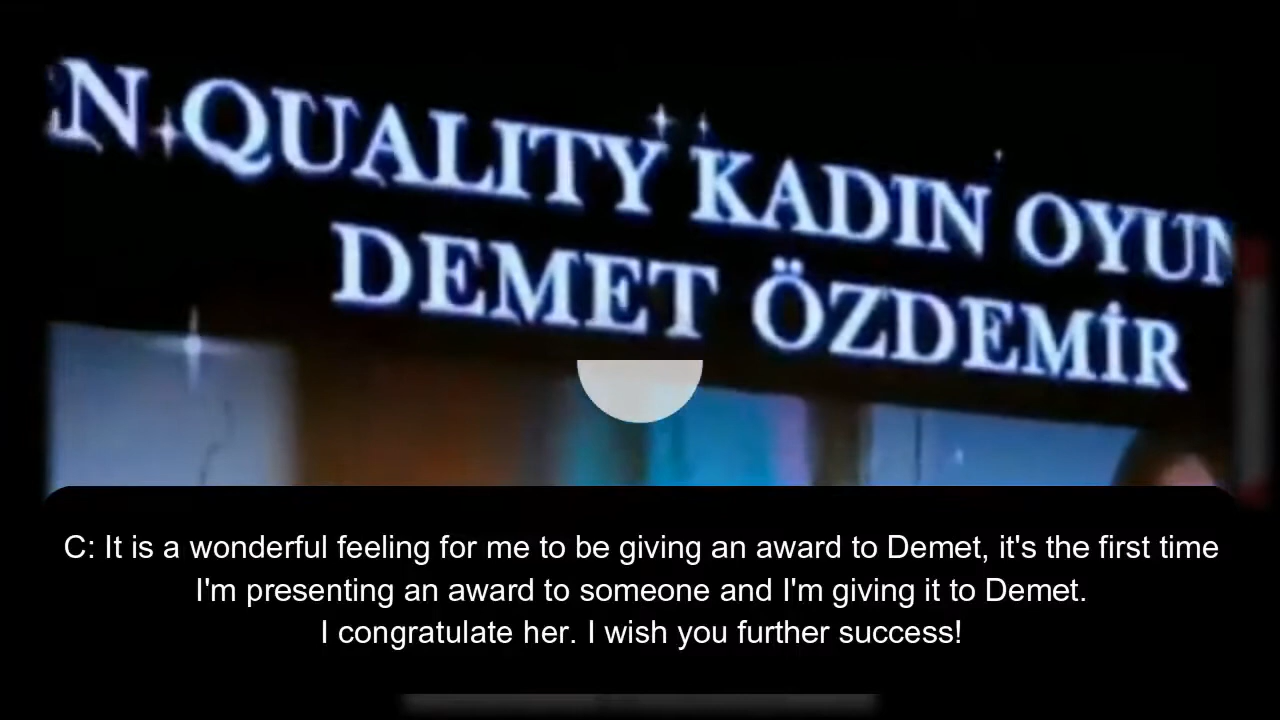 N QUALITY KADIN OYUN
DEMET ÖZDEMİR
C: It is a wonderful feeling for me to be giving an award to Demet, it's the first time
I'm presenting an award to someone and I'm giving it to Demet.
I congratulate her. I wish you further success!